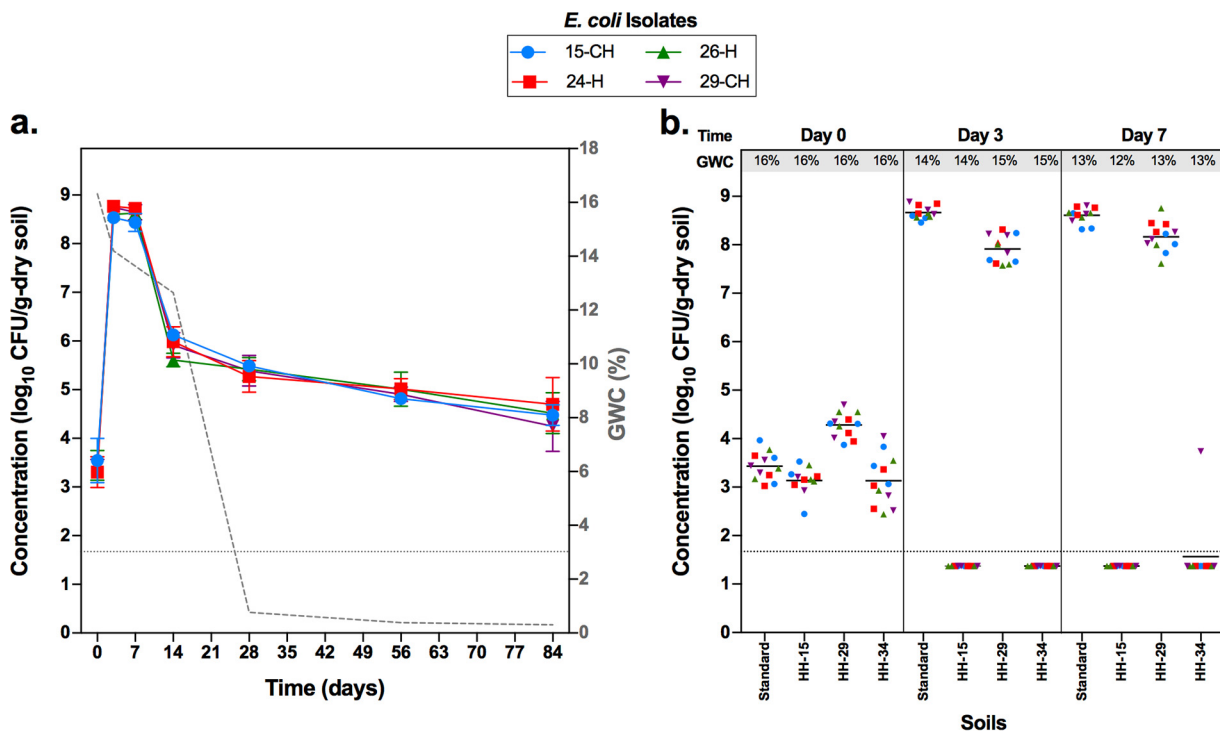 E. coli Isolates
15-CH 26-H
24-H 29-CH
a.
Concentration (log10 CFU/g-dry soil)
9
8
7
6
5
4
3
2
1
0
18
16
14
12
10
8
6
4
2
0
GWC (%)
0 7 14 21 28 35 42 49 56 63 70 77 84
Time (days)
b.
Time Day 0 Day 3 Day 7
GWC 16% 16% 16% 16% 14% 14% 15% 15% 13% 12% 13% 13%
Concentration (log10 CFU/g-dry soil)
9
8
7
6
5
4
3
2
1
0
Standard HH-15 HH-29 HH-34 Standard HH-15 HH-29 HH-34 Standard HH-15 HH-29 HH-34
Soils